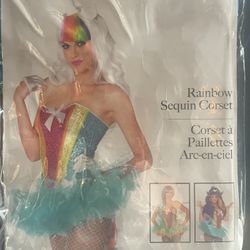 Rainbow
Sequin Corset
Corset à
Paillettes
Arc-en-ciel